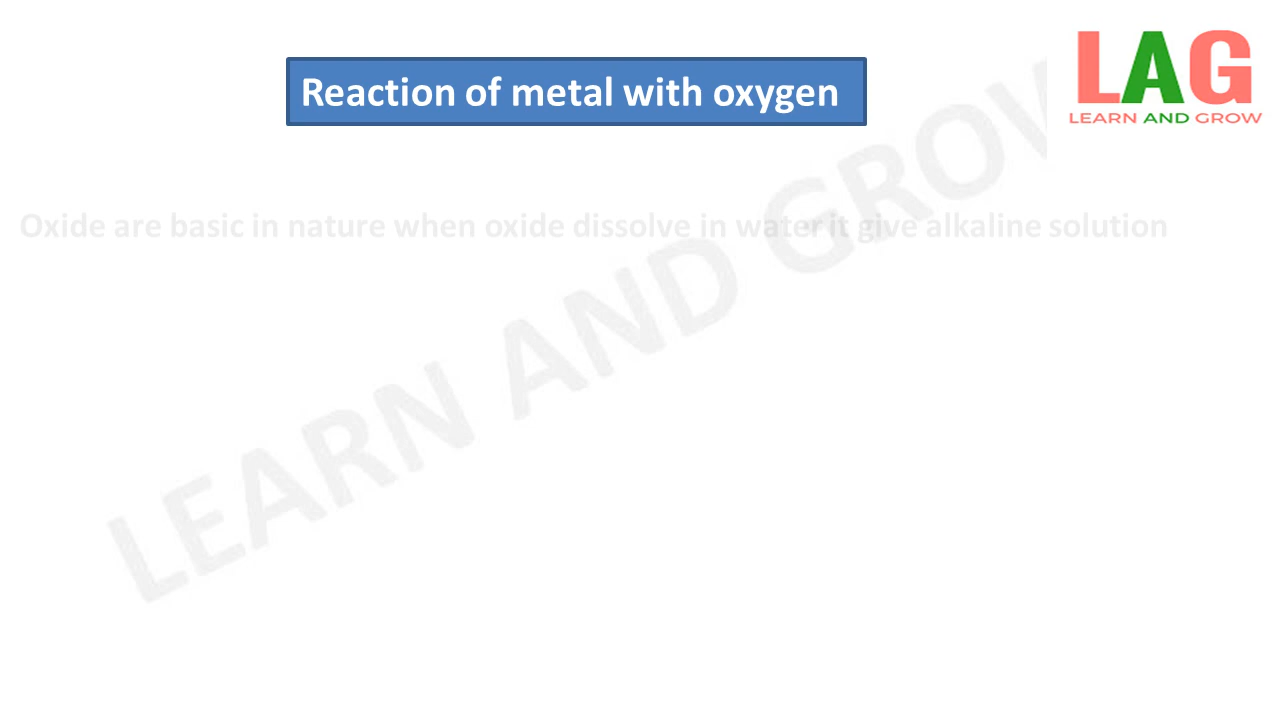 LAG
LEARN AND GROW
Reaction of metal with oxygen
Oxide are basic in nature when oxide dissolve in water it give alkaline solution
LEARN AND GROW